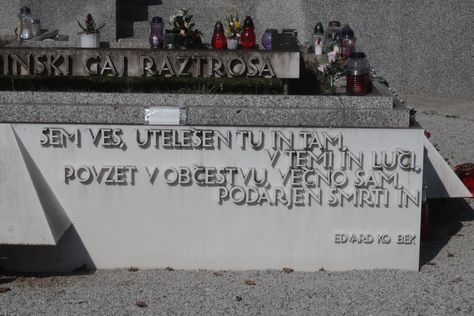 INSKI GAJ RAZTROSA
SEM VES, UTELEŠEN TU IN TAM,
V TEMI IN LUČI,
POVZET V OBČESTVU, VEČNO SAM,
PODARJEN SMRTI IN
EDVARD KO BEK